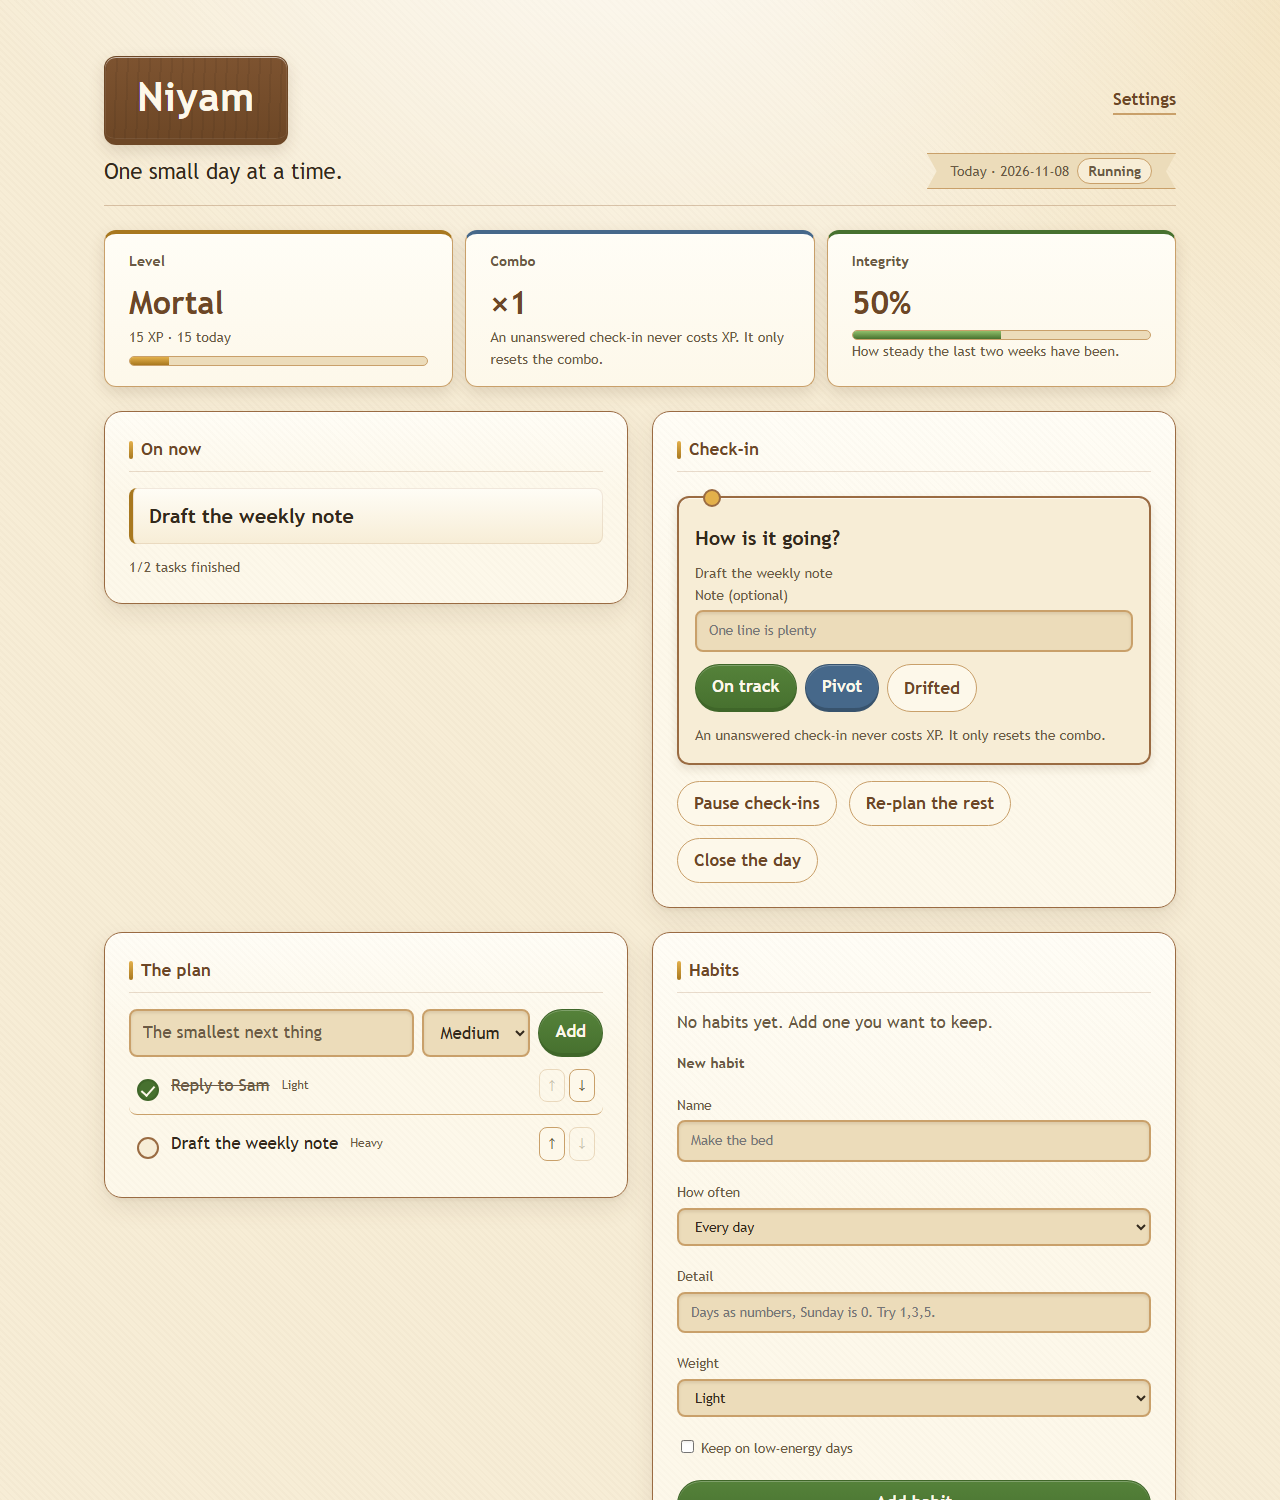 Niyam
Settings
One small day at a time.
Today · 2026-11-08 Running
Level
Mortal
15 XP · 15 today
Combo
×1
An unanswered check-in never costs XP. It only
resets the combo.
Integrity
50%
How steady the last two weeks have been.
On now
Draft the weekly note
1/2 tasks finished
Check-in
How is it going?
Draft the weekly note
Note (optional)
One line is plenty
On track Pivot Drifted
An unanswered check-in never costs XP. It only resets the combo.
Pause check-ins Re-plan the rest
Close the day
The plan
The smallest next thing Medium Add
Reply to Sam Light ↑ ↓
Draft the weekly note Heavy ↑ ↓
Habits
No habits yet. Add one you want to keep.
New habit
Name
Make the bed
How often
Every day
Detail
Days as numbers, Sunday is 0. Try 1,3,5.
Weight
Light
Keep on low-energy days
Add habit